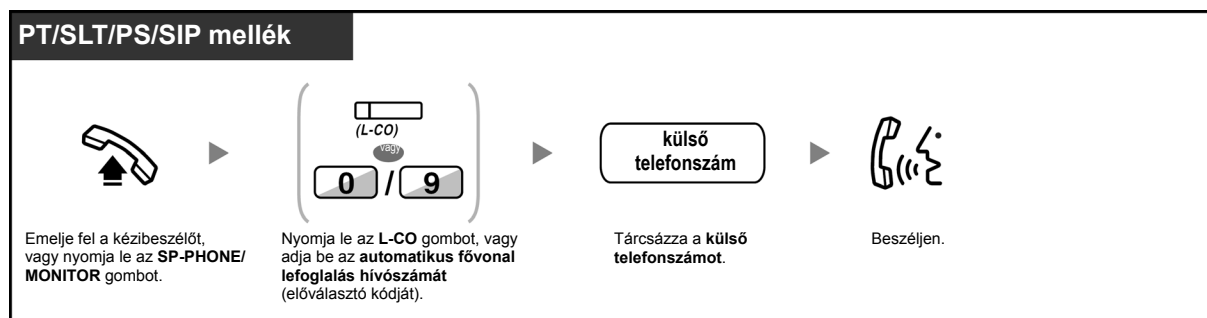 PT/SLT/PS/SIP mellék
(L-CO)
vagy
0 / 9
külső
telefonszám
Emelje fel a kézibeszélőt,
vagy nyomja le az SP-PHONE/
MONITOR gombot.
Nyomja le az L-CO gombot, vagy
adja be az automatikus fővonal
lefoglalás hívószámát
(előválasztó kódját).
Tárcsázza a külső
telefonszámot.
Beszéljen.